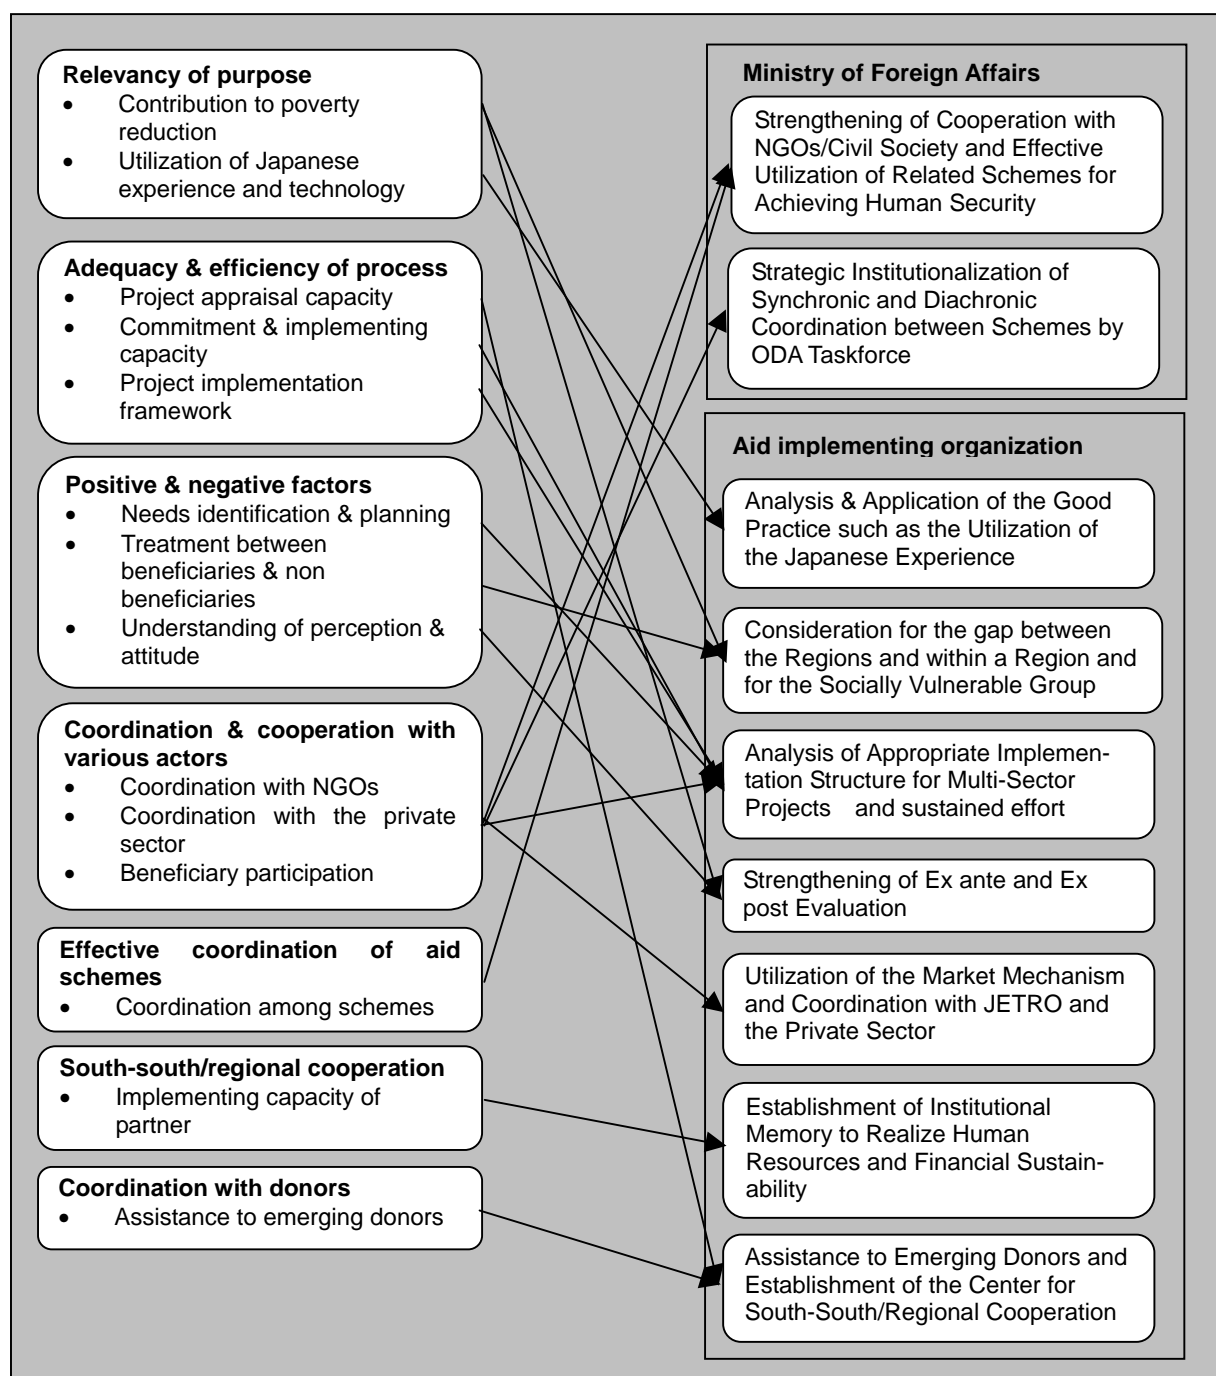 Relevancy of purpose
• Contribution to poverty
reduction
• Utilization of Japanese
experience and technology
Adequacy & efficiency of process
• Project appraisal capacity
• Commitment & implementing
capacity
• Project implementation
framework
Positive & negative factors
• Needs identification & planning
• Treatment between
beneficiaries & non
beneficiaries
• Understanding of perception &
attitude
Coordination & cooperation with
various actors
• Coordination with NGOs
• Coordination with the private
sector
• Beneficiary participation
Effective coordination of aid
schemes
• Coordination among schemes
South-south/regional cooperation
• Implementing capacity of
partner
Coordination with donors
• Assistance to emerging donors
Ministry of Foreign Affairs
Strengthening of Cooperation with
NGOs/Civil Society and Effective
Utilization of Related Schemes for
Achieving Human Security
Strategic Institutionalization of
Synchronic and Diachronic
Coordination between Schemes by
ODA Taskforce
Aid implementing organization
Analysis & Application of the Good
Practice such as the Utilization of
the Japanese Experience
Consideration for the gap between
the Regions and within a Region and
for the Socially Vulnerable Group
Analysis of Appropriate Implemen-
tation Structure for Multi-Sector
Projects and sustained effort
Strengthening of Ex ante and Ex
post Evaluation
Utilization of the Market Mechanism
and Coordination with JETRO and
the Private Sector
Establishment of Institutional
Memory to Realize Human
Resources and Financial Sustain-
ability
Assistance to Emerging Donors and
Establishment of the Center for
South-South/Regional Cooperation